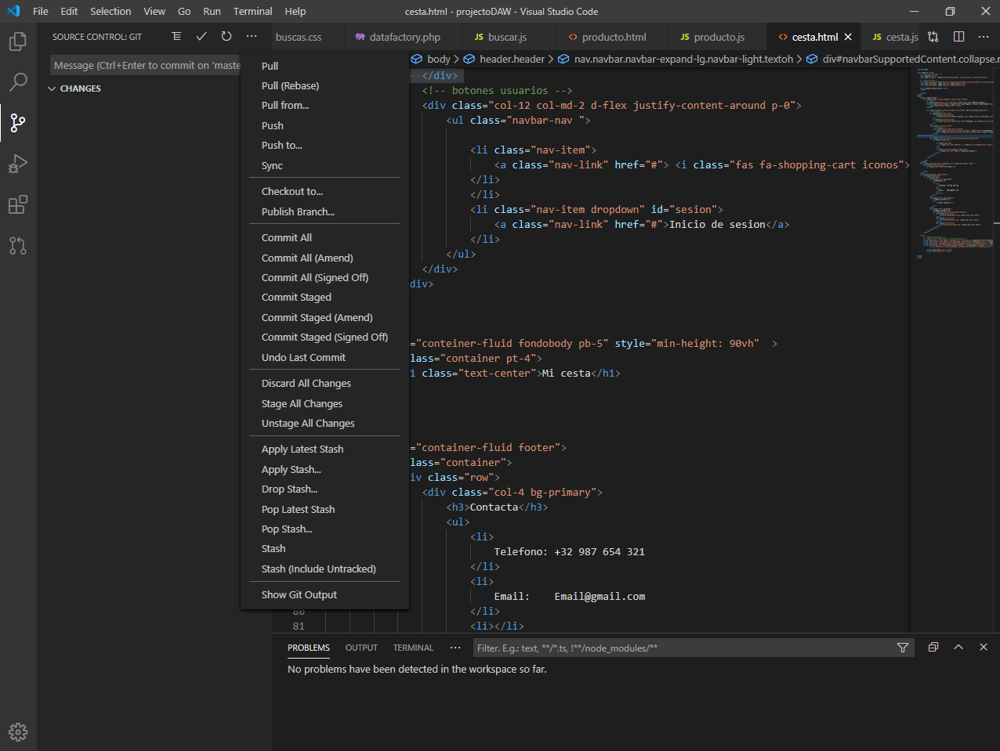 File Edit Selection View Go Run Terminal Help
cesta.html - projectoDAW - Visual Studio Code
SOURCE CONTROL: GIT
buscas.css
datafactory.php
JS buscar.js
<> producto.html
JS producto.js
<> cesta.html
JS cesta.js
Message (Ctrl+Enter to commit on 'maste
CHANGES
body > header.header > nav.navbar.navbar-expand-lg.navbar-light.textoh > div#navbarSupportedContent.collapse.n
Pull
Pull (Rebase)
Pull from...
Push
Push to...
Sync
Checkout to...
Publish Branch...
Commit All
Commit All (Amend)
Commit All (Signed Off)
Commit Staged
Commit Staged (Amend)
Commit Staged (Signed Off)
Undo Last Commit
Discard All Changes
Stage All Changes
Unstage All Changes
Apply Latest Stash
Apply Stash...
Drop Stash...
Pop Latest Stash
Pop Stash...
Stash
Stash (Include Untracked)
Show Git Output
</div>
<!-- botones usuarios -->
<div class="col-12 col-md-2 d-flex justify-content-around p-0">
<ul class="navbar-nav ">
<li class="nav-item">
<a class="nav-link" href="#"> <i class="fas fa-shopping-cart iconos">
</li>
</li>
<li class="nav-item dropdown" id="sesion">
<a class="nav-link" href="#">Inicio de sesion</a>
</li>
</ul>
</div>
div>
="conteiner-fluid fondobody pb-5" style="min-height: 90vh" >
lass="container pt-4">
1 class="text-center">Mi cesta</h1>
="container-fluid footer">
lass="container">
iv class="row">
<div class="col-4 bg-primary">
<h3>Contacta</h3>
<ul>
<li>
Telefono: +32 987 654 321
</li>
<li>
Email: Email@gmail.com
80 </li>
81 <li></li>
PROBLEMS OUTPUT TERMINAL ...
Filter. E.g.: text, **/*.ts, !**/node_modules/**
No problems have been detected in the workspace so far.